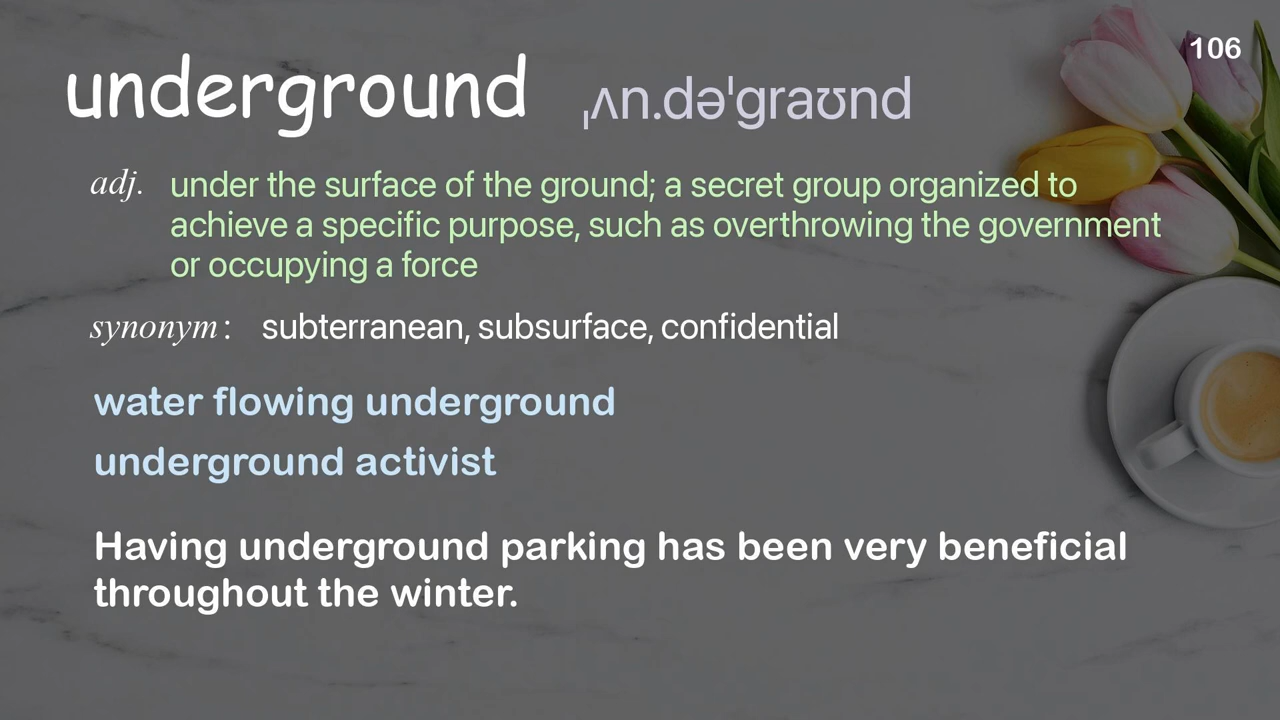 106
underground ˌʌn.dəˈɡraʊnd
adj. under the surface of the ground; a secret group organized to
achieve a specific purpose, such as overthrowing the government
or occupying a force
synonym: subterranean, subsurface, confidential
water flowing underground
underground activist
Having underground parking has been very beneficial
throughout the winter.